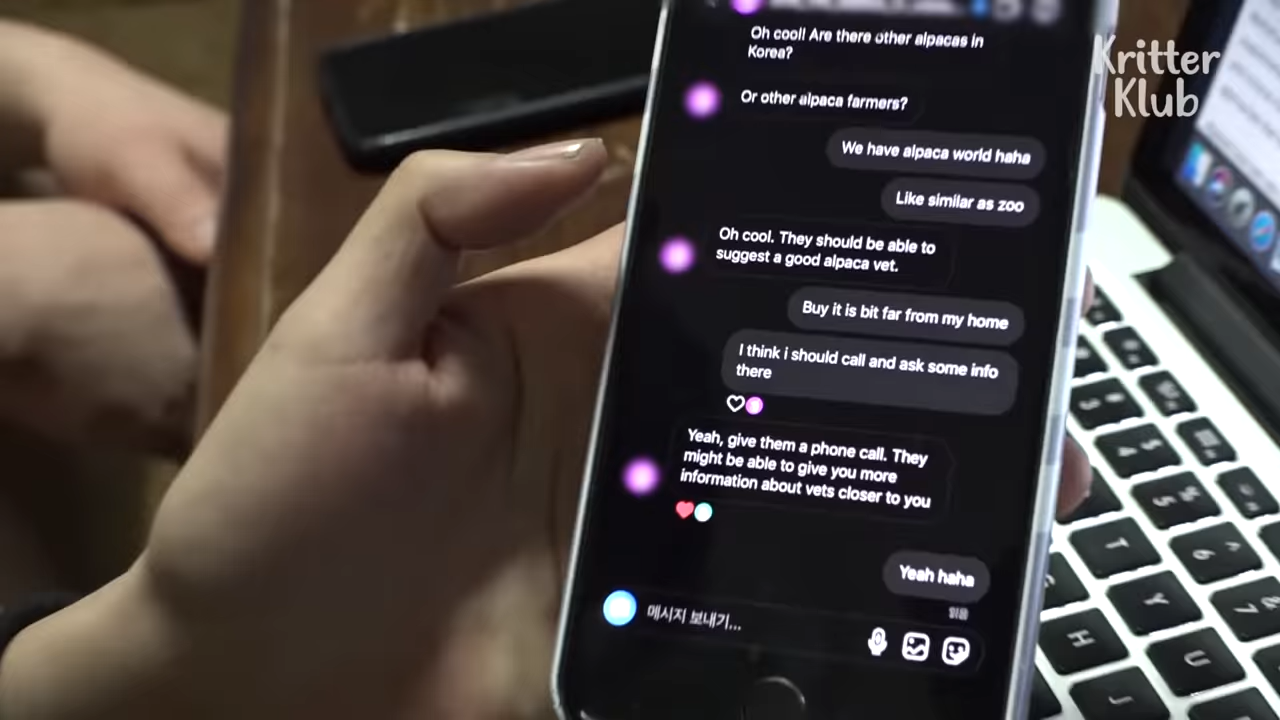 Oh cool! Are there other alpacas in
Korea?
Kritter
Klub
Or other alpaca farmers?
We have alpaca world haha
Like similar as zoo
Oh cool. They should be able to
suggest a good alpaca vet.
Buy it is bit far from my home
I think i should call and ask some info
there
Yeah, give them a phone call. They
might be able to give you more
information about vets closer to you
Yeah haha
읽음
메시지 보내기...